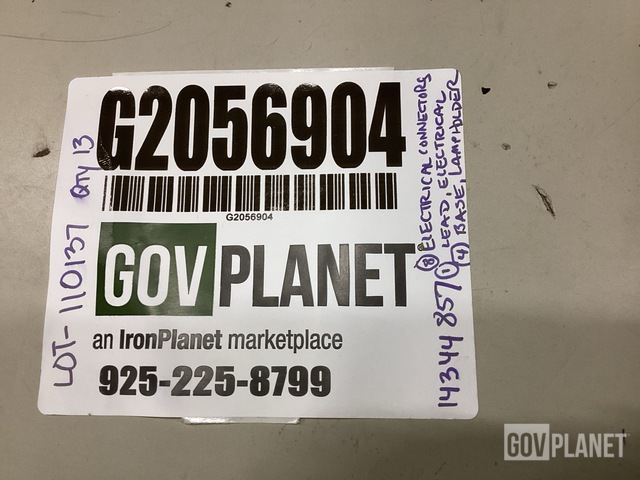 G2056904
G2056904
GOV PLANET
an IronPlanet marketplace
925-225-8799
LOT-110137 Qty 13
14344857
(8) ELECTRICAL CONNECTORS
(1) LEAD, ELECTRICAL
(4) BASE, LAMPHOLDER
GOVPLANET